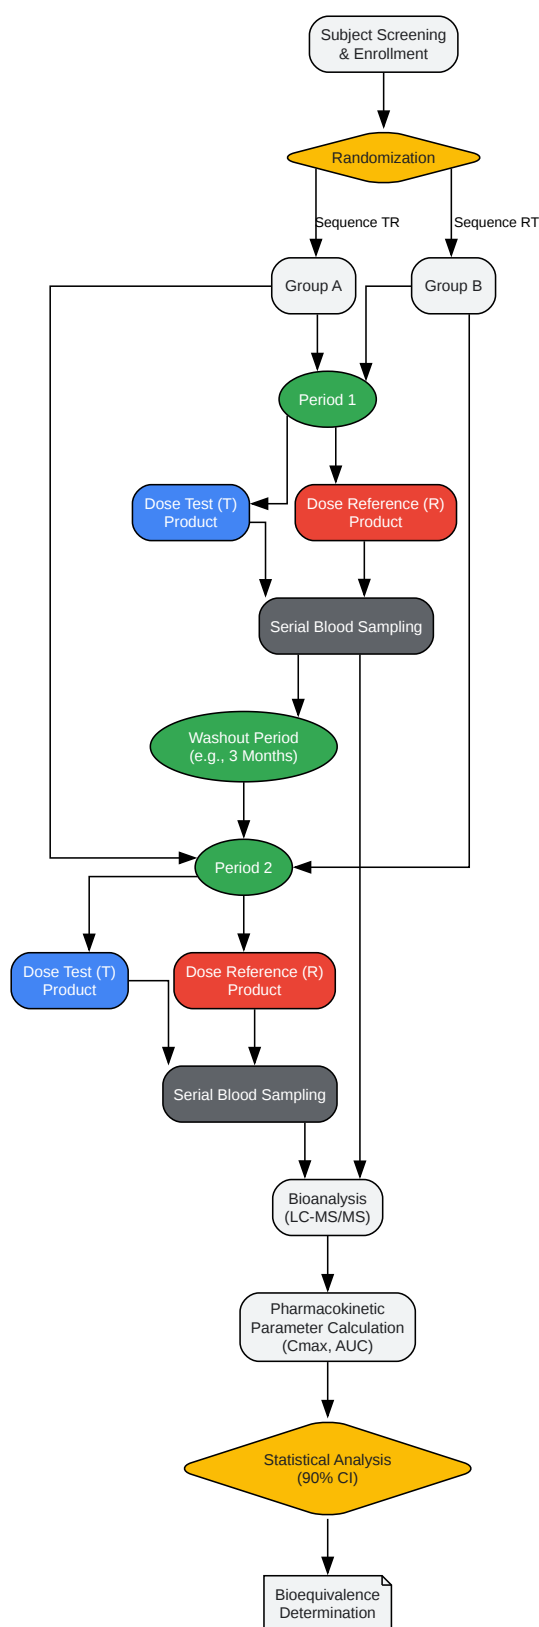 Subject Screening
& Enrollment
Randomization
Sequence TR
Sequence RT
Group A
Group B
Period 1
Dose Test (T)
Product
Dose Reference (R)
Product
Serial Blood Sampling
Washout Period
(e.g., 3 Months)
Period 2
Dose Test (T)
Product
Dose Reference (R)
Product
Serial Blood Sampling
Bioanalysis
(LC-MS/MS)
Pharmacokinetic
Parameter Calculation
(Cmax, AUC)
Statistical Analysis
(90% CI)
Bioequivalence
Determination